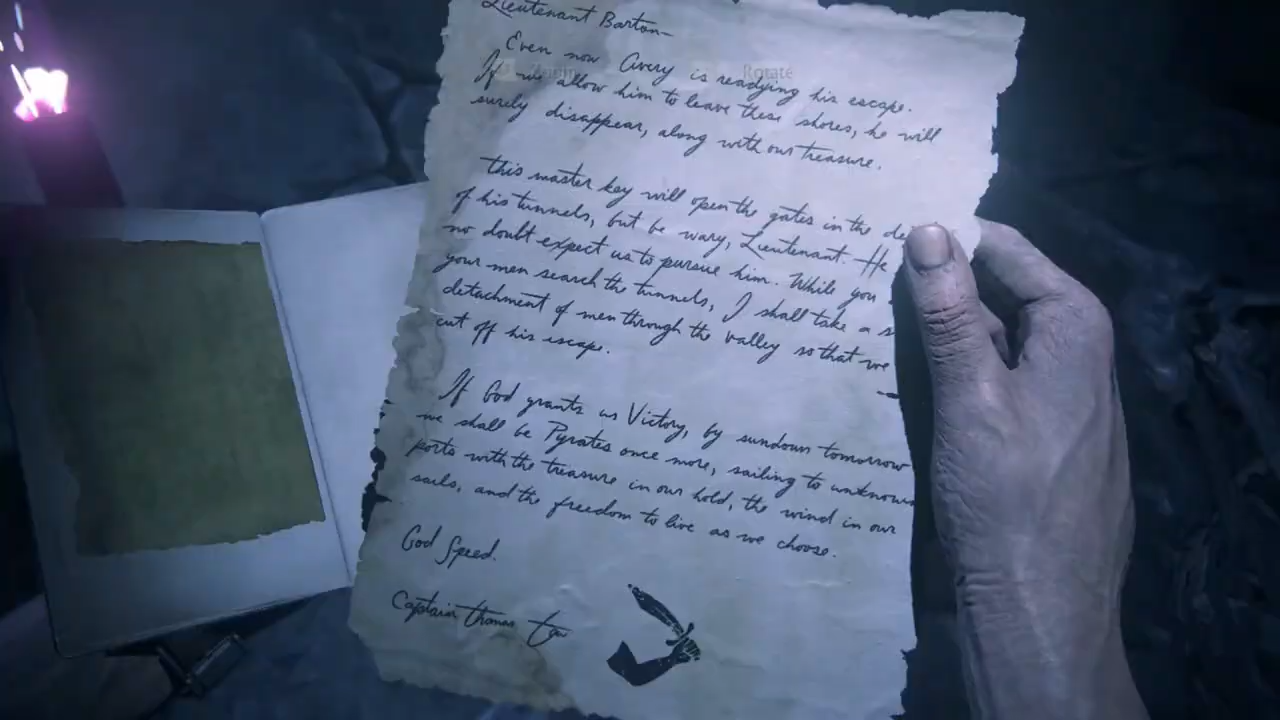 Lieutenant Barton—
Even now Avery is readying his escape.
If we allow him to leave these shores, he will
surely disappear, along with our treasure.
Rotate
This master key will open the gates in the
of his tunnels, but be wary, Lieutenant. He
no doubt expect us to pursue him. While you
your men search the tunnels, I shall take a
detachment of men through the valley so that we
cut off his escape.
If God grants us Victory, by sundown tomorrow
we shall be Pyrates once more, sailing to unknown
ports with the treasure in our hold, the wind in our
sails, and the freedom to live as we choose.
God Speed.
Captain Thomas Tew